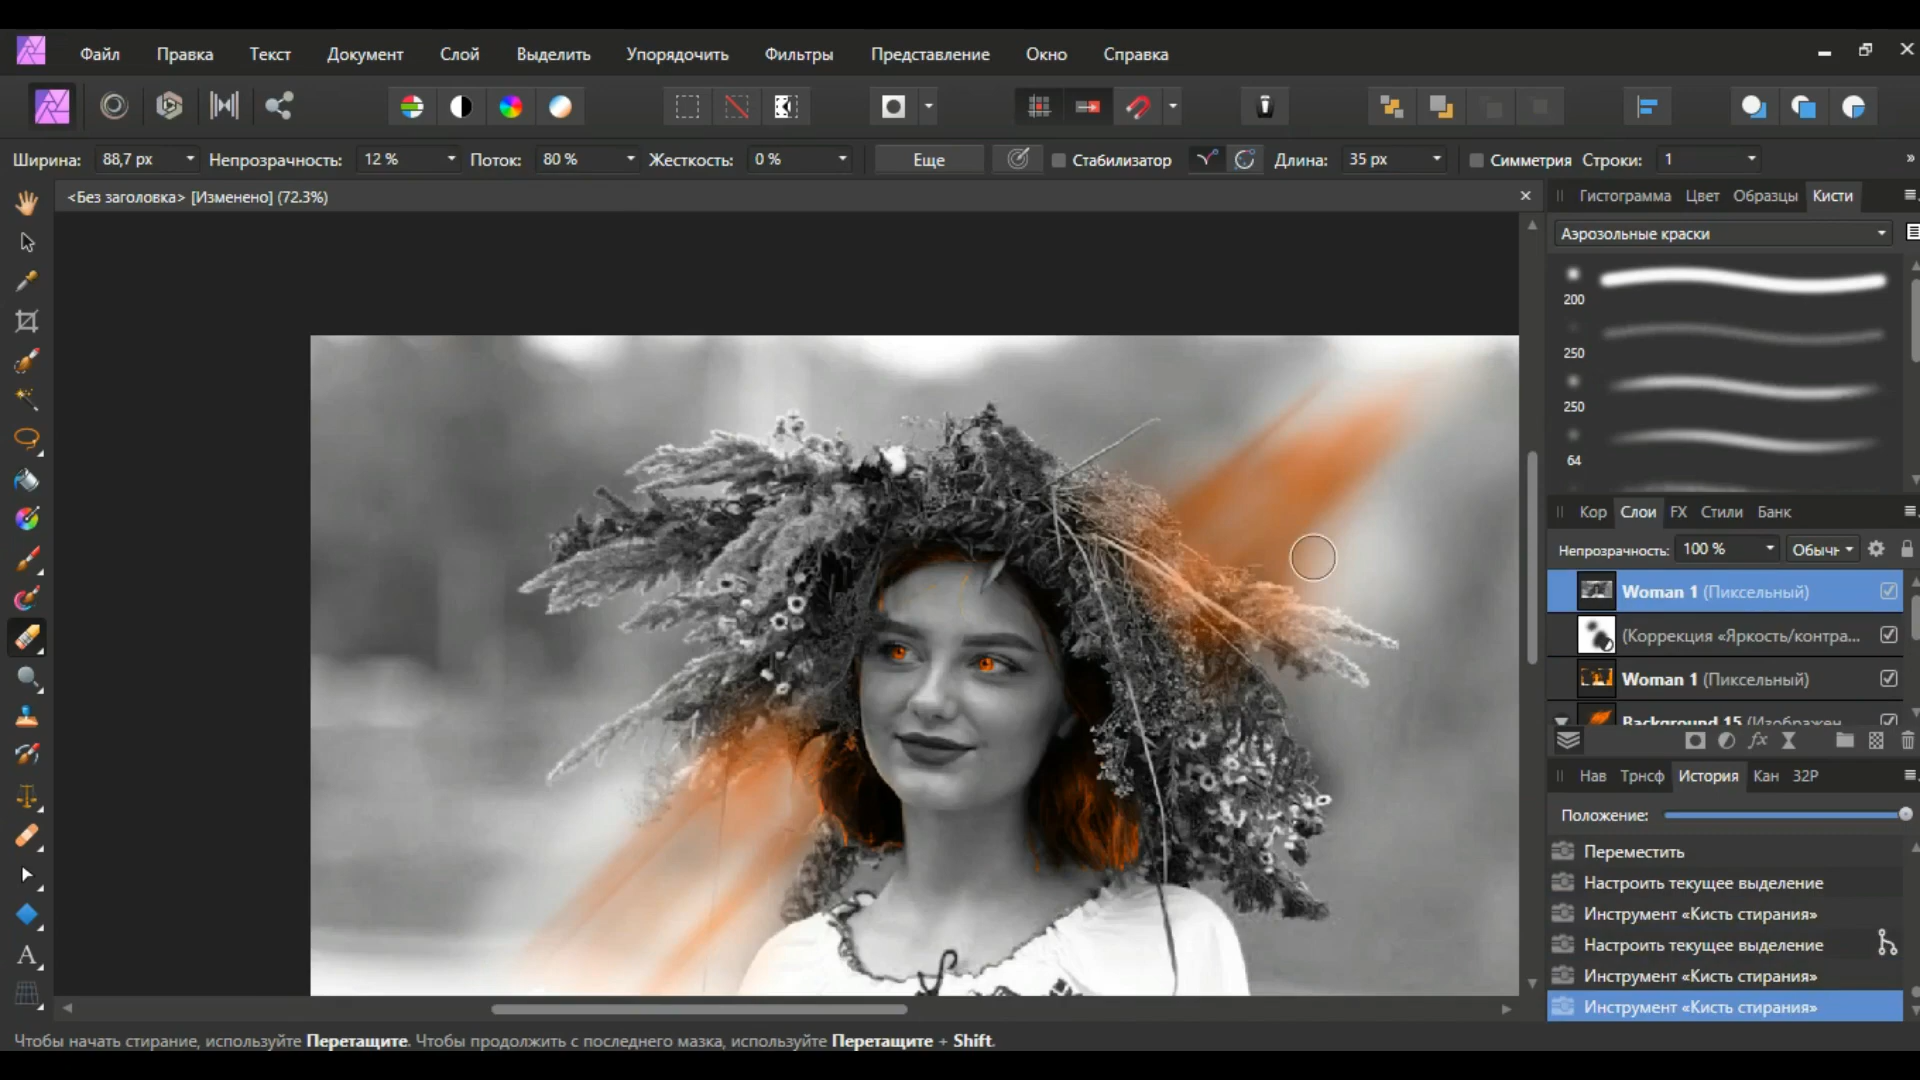 Файл Правка Текст Документ Слой Выделить Упорядочить Фильтры Представление Окно Справка
Ширина: 88,7 px Непрозрачность: 12 % Поток: 80 % Жесткость: 0 % Еще Стабилизатор Длина: 35 px Симметрия Строки: 1 »
<Без заголовка> [Изменено] (72.3%)
Гистограмма Цвет Образцы Кисти
Аэрозольные краски
200
250
250
64
Кор Слои FX Стили Банк
Непрозрачность: 100 % Обычн
Woman 1 (Пиксельный)
(Коррекция «Яркость/контра...
Woman 1 (Пиксельный)
Background 15 (Изображен
Нав Трнсф История Кан 32P
Положение:
Переместить
Настроить текущее выделение
Инструмент «Кисть стирания»
Настроить текущее выделение
Инструмент «Кисть стирания»
Инструмент «Кисть стирания»
Чтобы начать стирание, используйте Перетащите. Чтобы продолжить с последнего мазка, используйте Перетащите + Shift.